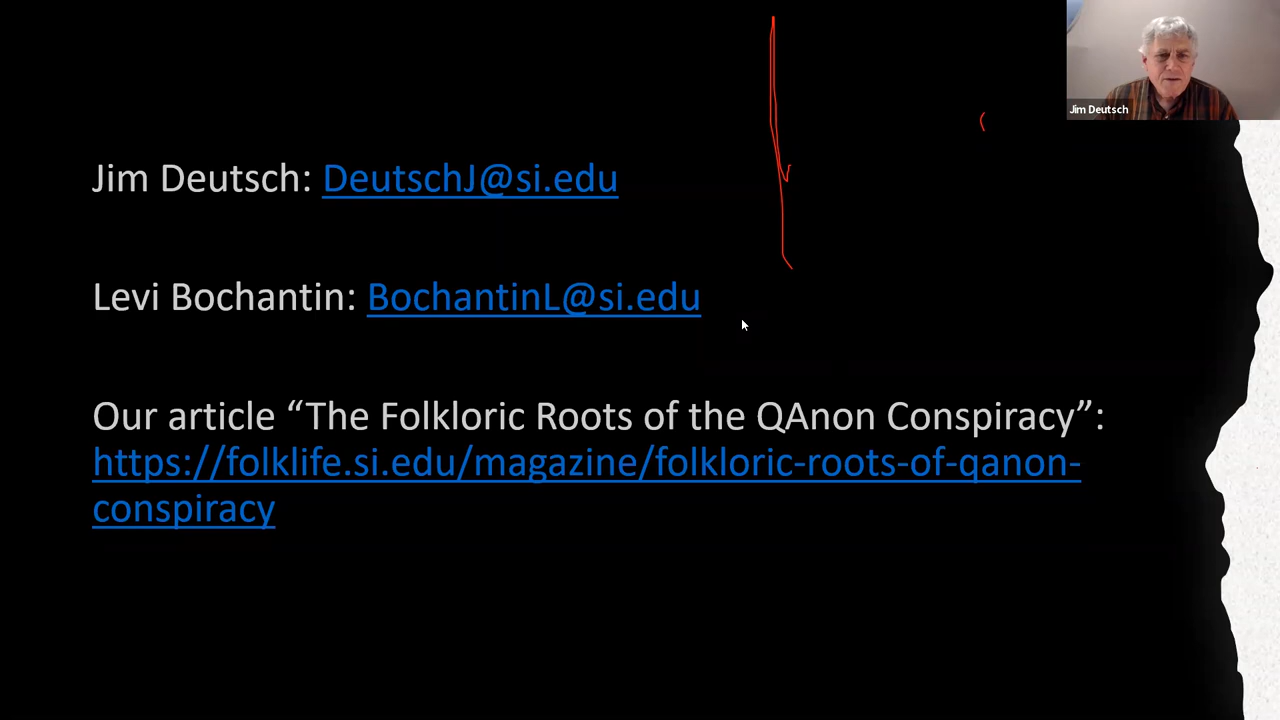 Jim Deutsch
Jim Deutsch: DeutschJ@si.edu
Levi Bochantin: BochantinL@si.edu
Our article “The Folkloric Roots of the QAnon Conspiracy”:
https://folklife.si.edu/magazine/folkloric-roots-of-qanon-
conspiracy